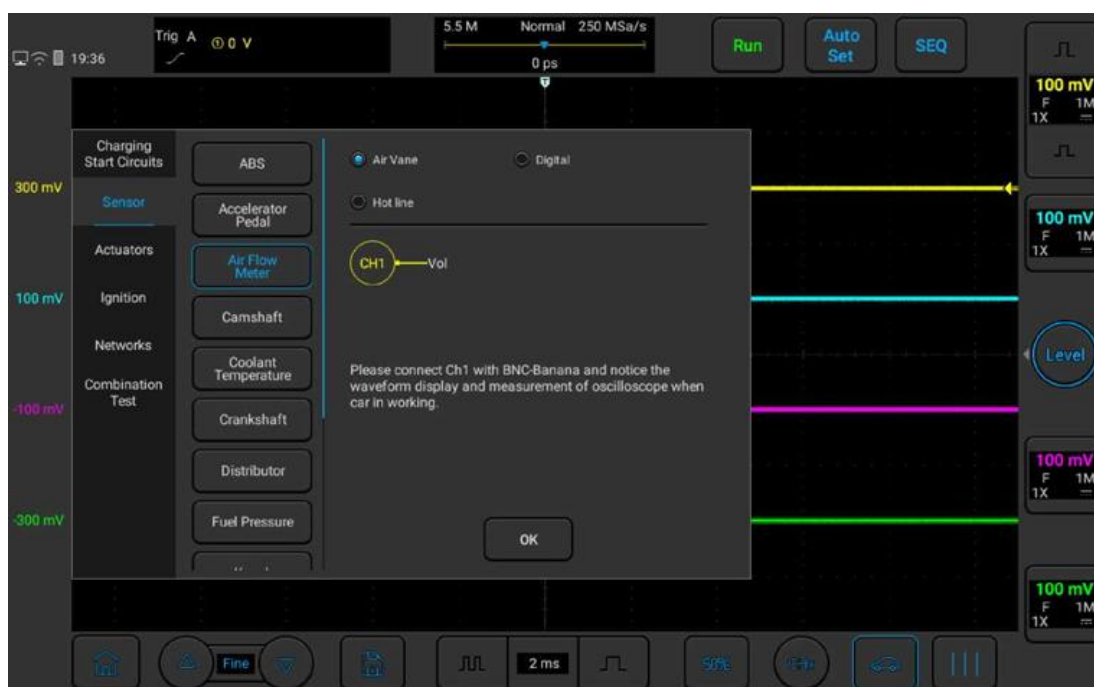 19:36
Trig A ① 0 V
5.5 M Normal 250 MSa/s
0 ps
Run
Auto
Set
SEQ
100 mV
F 1M
1X
Charging
Start Circuits
Sensor
Actuators
Ignition
Networks
Combination
Test
ABS
Accelerator
Pedal
Air Flow
Meter
Camshaft
Coolant
Temperature
Crankshaft
Distributor
Fuel Pressure
Air Vane
Digital
Hot line
CH1 Vol
Please connect Ch1 with BNC-Banana and notice the
waveform display and measurement of oscilloscope when
car in working.
OK
300 mV
100 mV
-100 mV
-300 mV
100 mV
F 1M
1X
Level
100 mV
F 1M
1X
100 mV
F 1M
1X
Fine
2 ms
50%